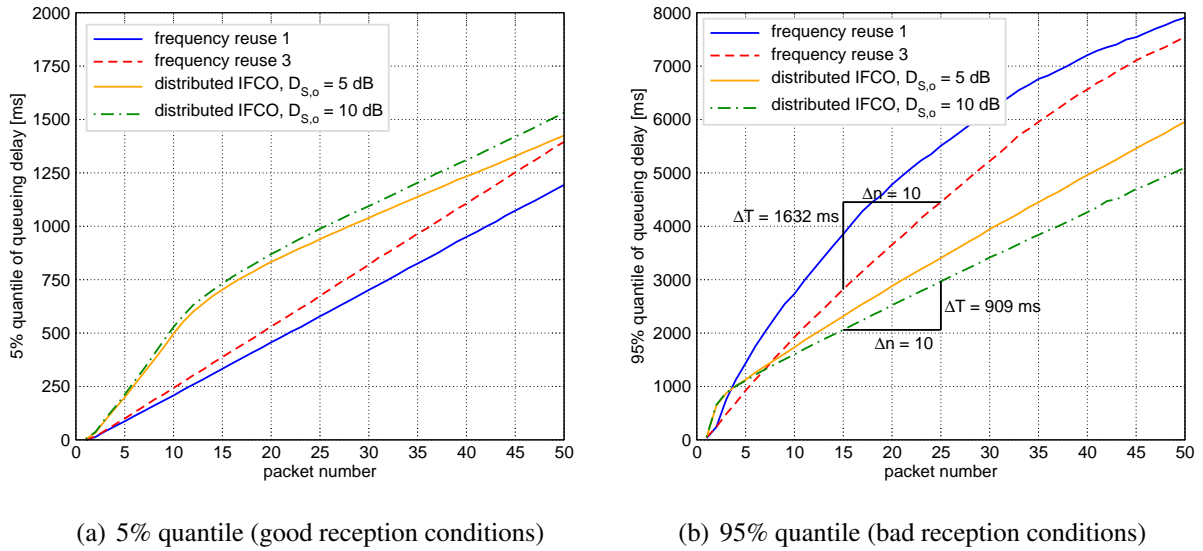 2000
1750
1500
1250
1000
750
500
250
0
5% quantile of queueing delay [ms]
frequency reuse 1
frequency reuse 3
distributed IFCO, D_S,o = 5 dB
distributed IFCO, D_S,o = 10 dB
0 5 10 15 20 25 30 35 40 45 50
packet number
(a) 5% quantile (good reception conditions)
8000
7000
6000
5000
4000
3000
2000
1000
0
95% quantile of queueing delay [ms]
frequency reuse 1
frequency reuse 3
distributed IFCO, D_S,o = 5 dB
distributed IFCO, D_S,o = 10 dB
Δn = 10
ΔT = 1632 ms
ΔT = 909 ms
Δn = 10
0 5 10 15 20 25 30 35 40 45 50
packet number
(b) 95% quantile (bad reception conditions)